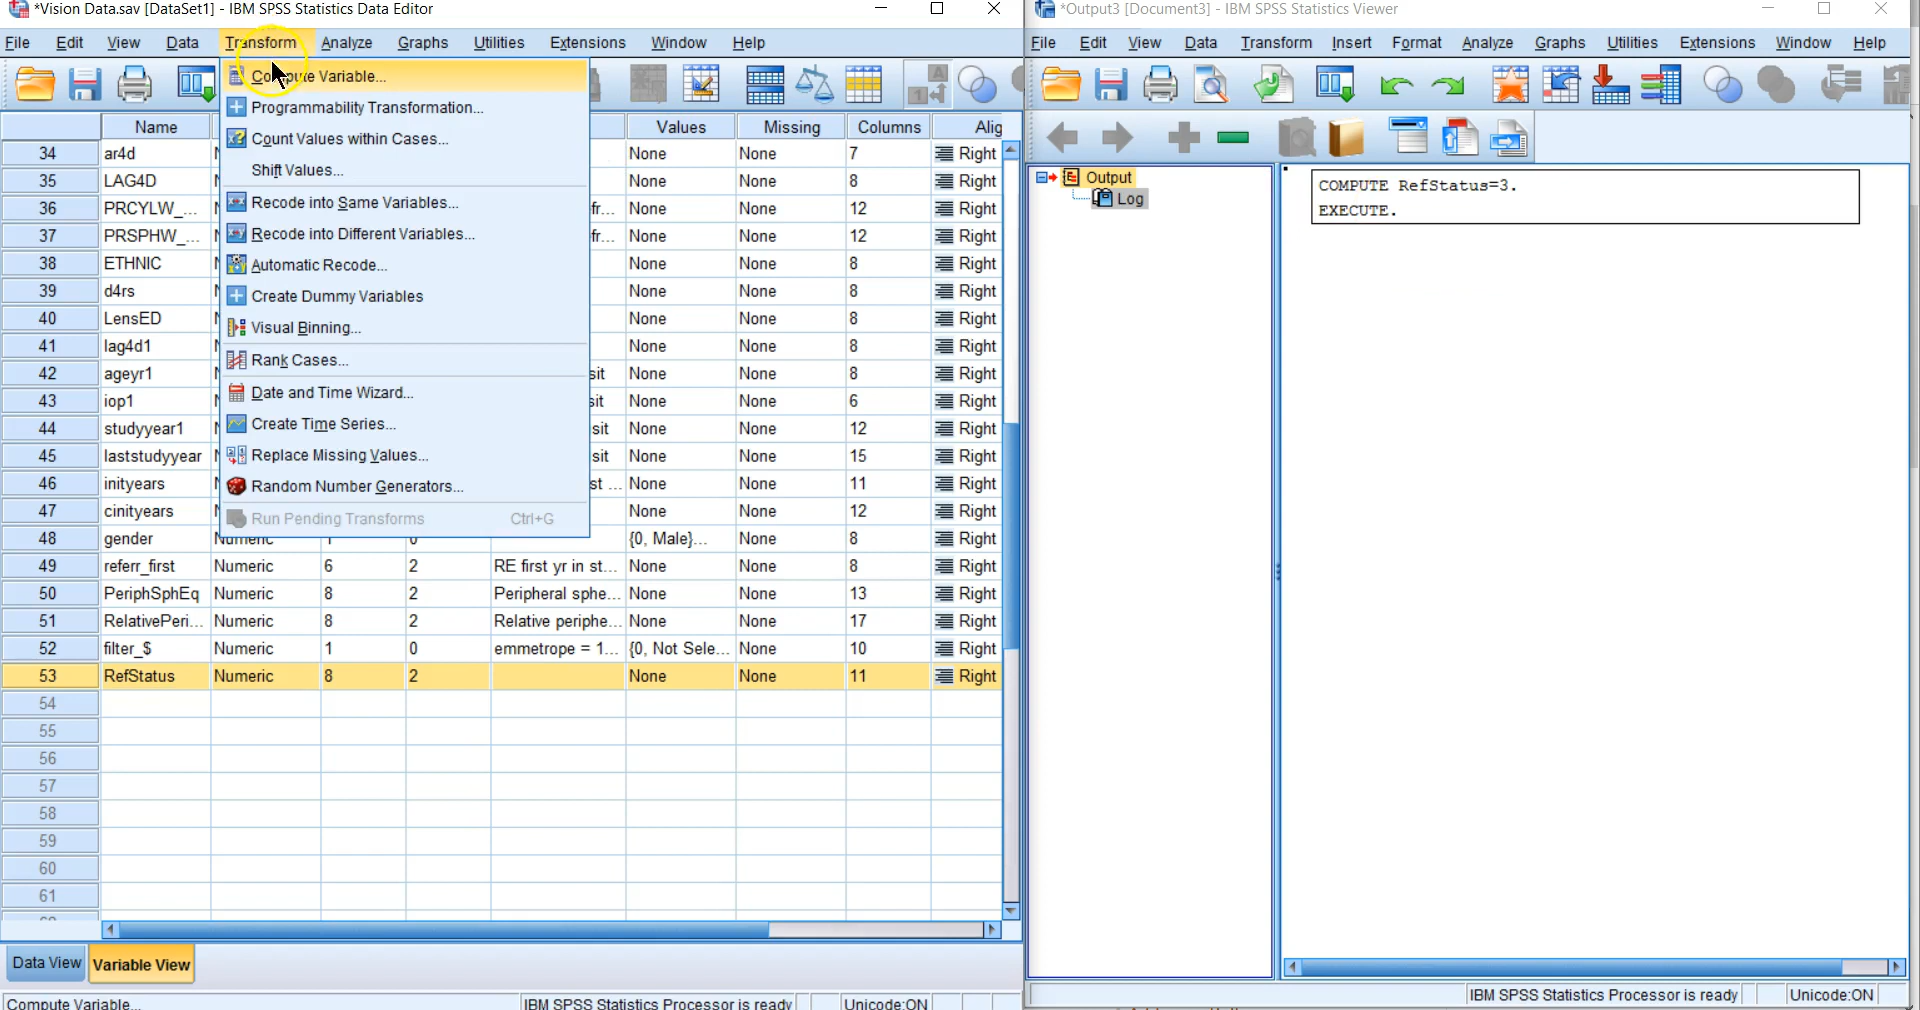 *Vision Data.sav [DataSet1] - IBM SPSS Statistics Data Editor
File Edit View Data Transform Analyze Graphs Utilities Extensions Window Help
Compute Variable...
Programmability Transformation...
Count Values within Cases...
Shift Values...
Recode into Same Variables...
Recode into Different Variables...
Automatic Recode...
Create Dummy Variables
Visual Binning...
Rank Cases...
Date and Time Wizard...
Create Time Series...
Replace Missing Values...
Random Number Generators...
Run Pending Transforms Ctrl+G
Name Values Missing Columns Alig
34 ar4d None None 7 Right
35 LAG4D None None 8 Right
36 PRCYLW_... fr... None None 12 Right
37 PRSPHW_... fr... None None 12 Right
38 ETHNIC None None 8 Right
39 d4rs None None 8 Right
40 LensED None None 8 Right
41 lag4d1 None None 8 Right
42 ageyr1 sit None None 8 Right
43 iop1 sit None None 6 Right
44 studyyear1 sit None None 12 Right
45 laststudyyear sit None None 15 Right
46 inityears st ... None None 11 Right
47 cinityears None None 12 Right
48 gender Numeric 1 0 {0, Male}... None 8 Right
49 referr_first Numeric 6 2 RE first yr in st... None None 8 Right
50 PeriphSphEq Numeric 8 2 Peripheral sphe... None None 13 Right
51 RelativePeri... Numeric 8 2 Relative periphe... None None 17 Right
52 filter_$ Numeric 1 0 emmetrope = 1... {0, Not Sele... None 10 Right
53 RefStatus Numeric 8 2 None None 11 Right
54
55
56
57
58
59
60
61
Data View Variable View
Compute Variable... IBM SPSS Statistics Processor is ready Unicode:ON
*Output3 [Document3] - IBM SPSS Statistics Viewer
File Edit View Data Transform Insert Format Analyze Graphs Utilities Extensions Window Help
Output
Log
COMPUTE RefStatus=3.
EXECUTE.
IBM SPSS Statistics Processor is ready Unicode:ON